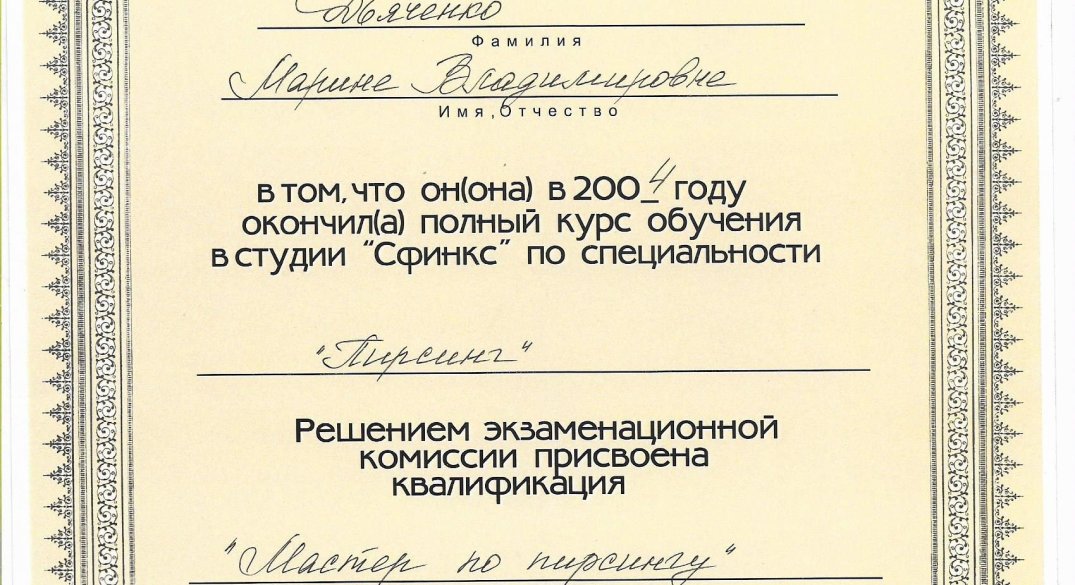 Дьяченко
Фамилия
Марине Владимировне
Имя, Отчество
в том, что он(она) в 2004 году
окончил(а) полный курс обучения
в студии "Сфинкс" по специальности
"Пирсинг"
Решением экзаменационной
комиссии присвоена
квалификация
"Мастер по пирсингу"